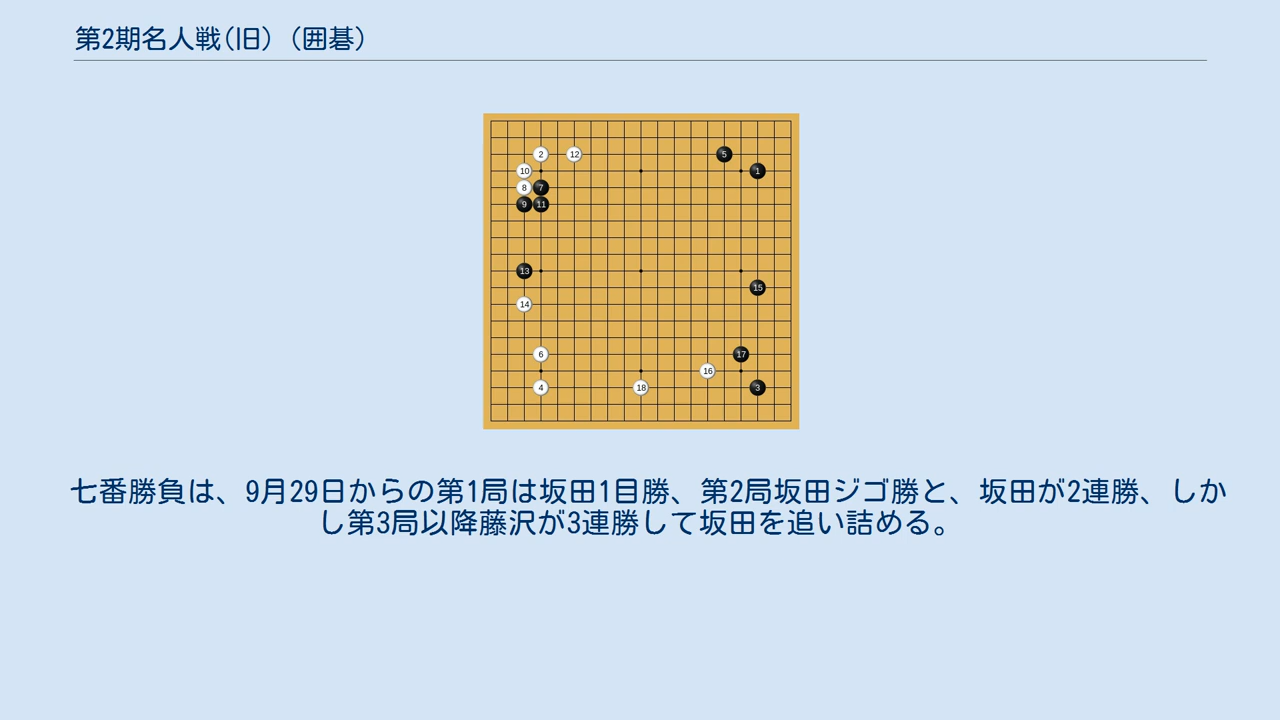 第2期名人戦(旧) (囲碁)
2 12 5
10 1
8 7
9 11
13
15
14
6 17
16
4 18 3
七番勝負は、9月29日からの第1局は坂田1目勝、第2局坂田ジゴ勝と、坂田が2連勝、しか
し第3局以降藤沢が3連勝して坂田を追い詰める。